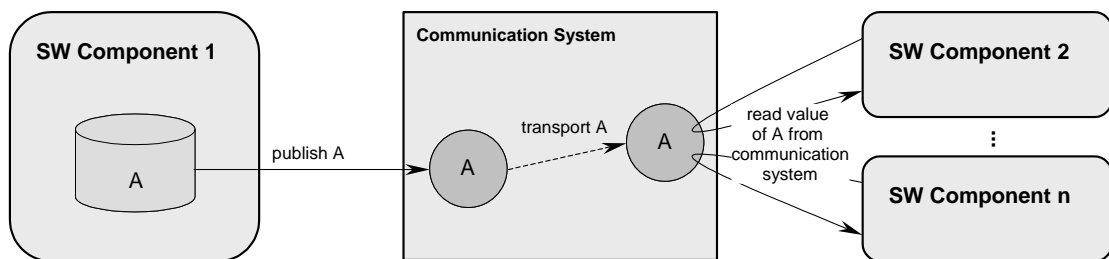 SW Component 1
A
publish A
Communication System
A
transport A
A
read value
of A from
communication
system
SW Component 2
...
SW Component n